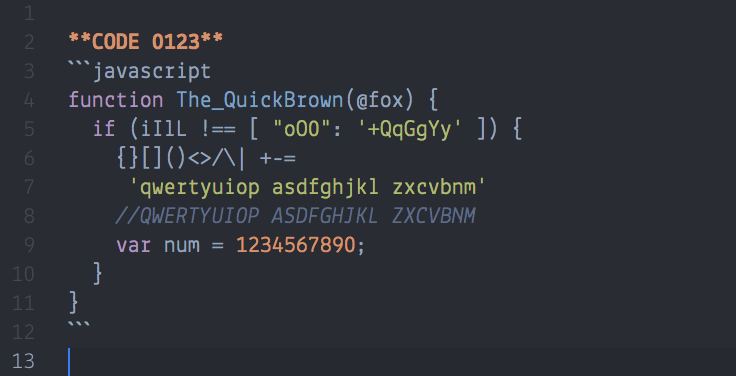 1
2 **CODE 0123**
3 ```javascript
4 function The_QuickBrown(@fox) {
5   if (iIlL !== [ "oO0": '+QqGgYy' ]) {
6     {}[]()<>/\| +-=
7      'qwertyuiop asdfghjkl zxcvbnm'
8     //QWERTYUIOP ASDFGHJKL ZXCVBNM
9     var num = 1234567890;
10   }
11 }
12 ```
13